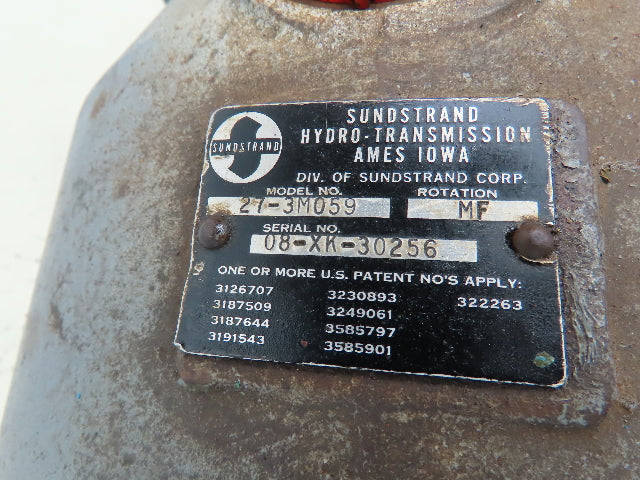 SUNDSTRAND
SUNDSTRAND
HYDRO-TRANSMISSION
AMES IOWA
DIV. OF SUNDSTRAND CORP.
MODEL NO. ROTATION
27-3M059 MF
SERIAL NO.
08-XK-30256
ONE OR MORE U.S. PATENT NO'S APPLY:
3126707 3230893 322263
3187509 3249061
3187644 3585797
3191543 3585901